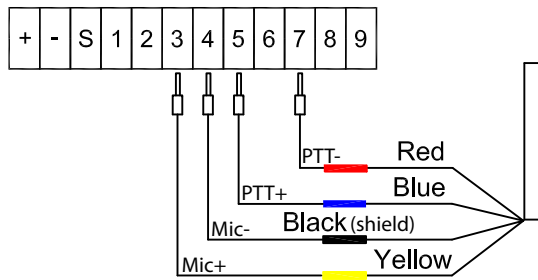 + - S 1 2 3 4 5 6 7 8 9
PTT- Red
PTT+ Blue
Mic- Black (shield)
Mic+ Yellow